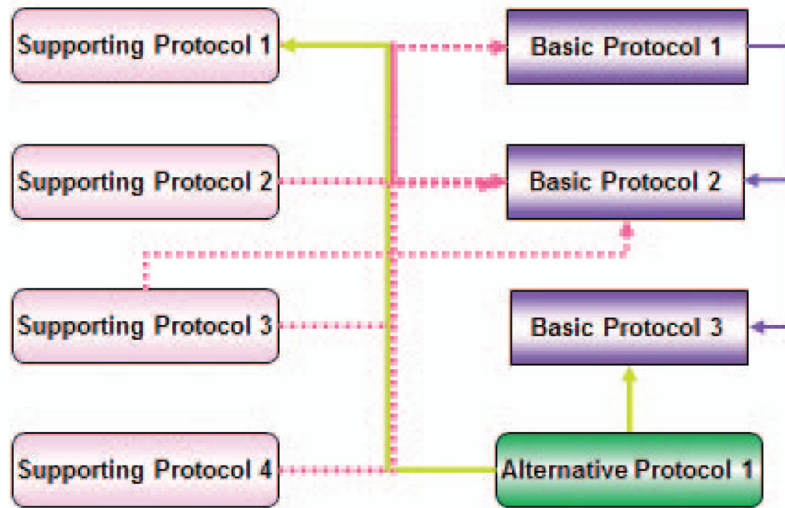 Supporting Protocol 1
Basic Protocol 1
Supporting Protocol 2
Basic Protocol 2
Supporting Protocol 3
Basic Protocol 3
Supporting Protocol 4
Alternative Protocol 1